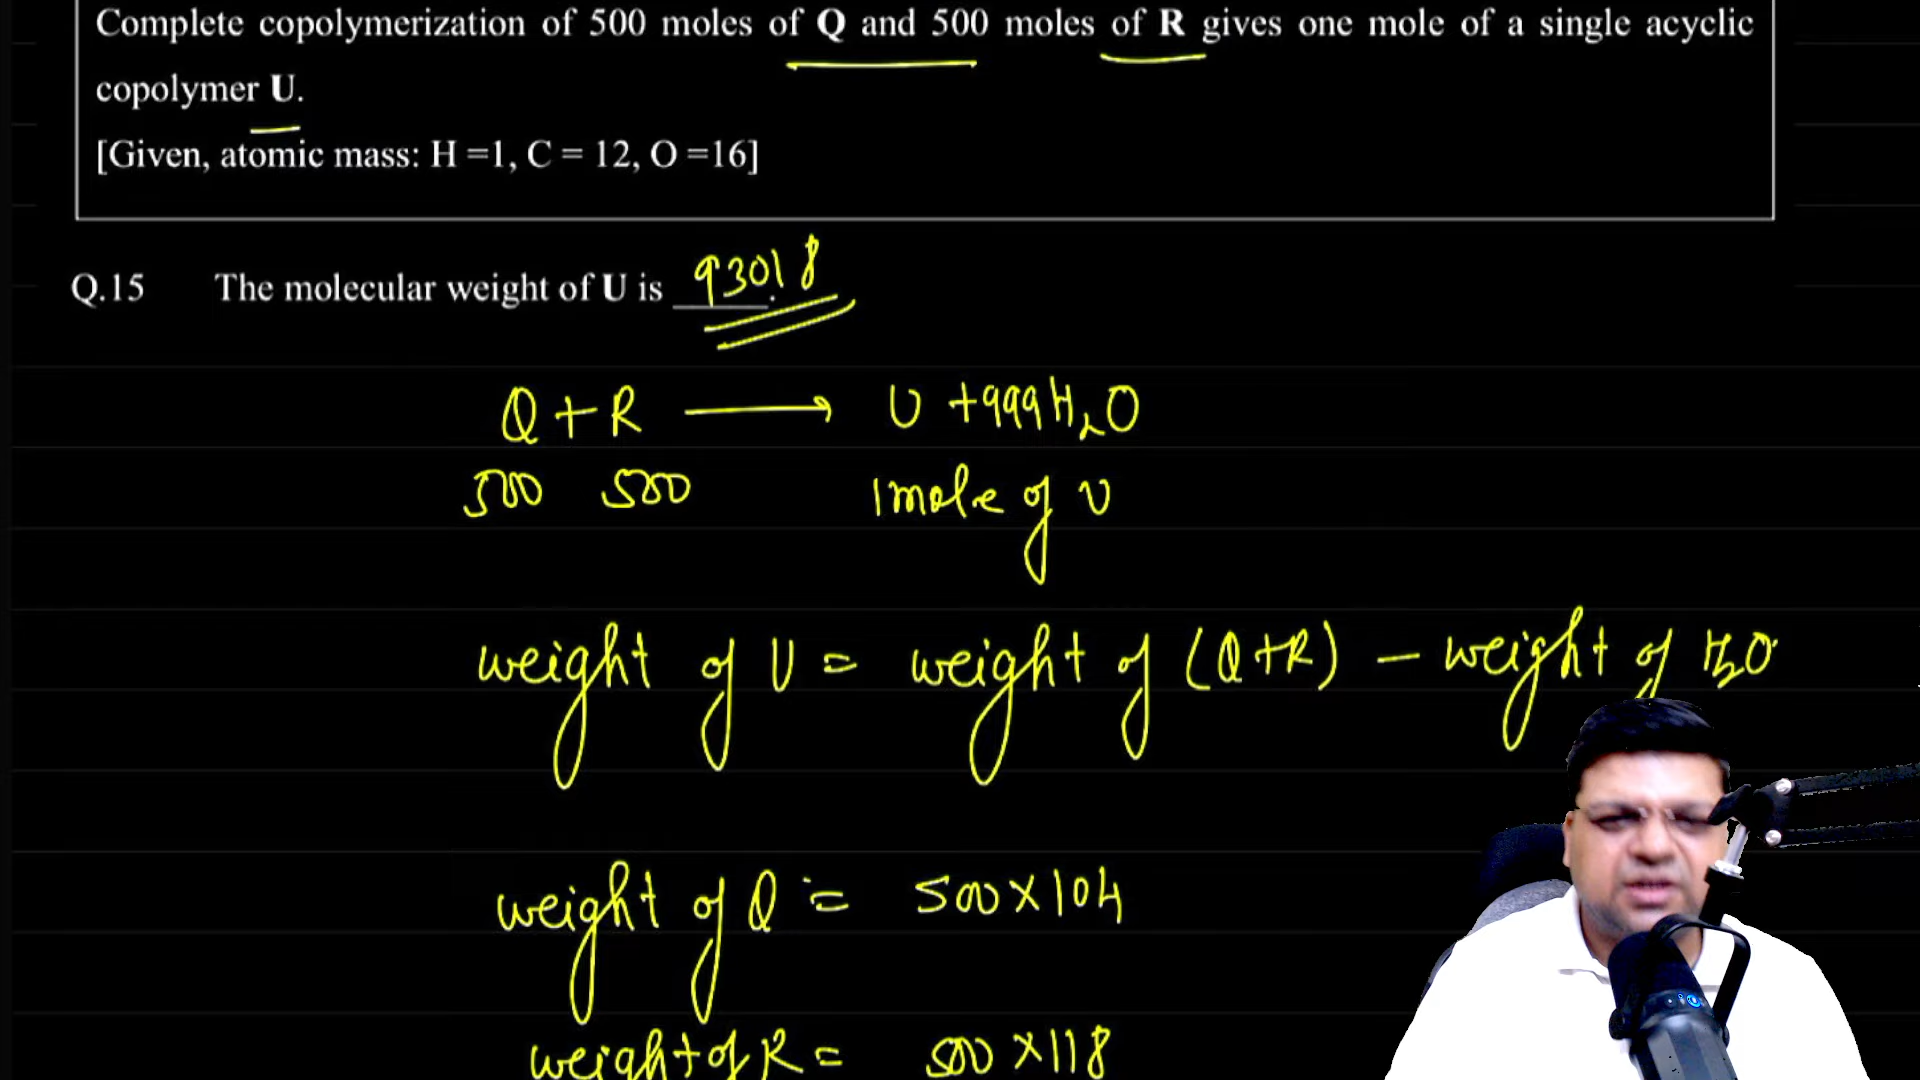 Complete copolymerization of 500 moles of Q and 500 moles of R gives one mole of a single acyclic
copolymer U.
[Given, atomic mass: H =1, C = 12, O =16]
Q.15 The molecular weight of U is 93018.
Q + R ⟶ U + 999 H₂O
500 500 1 mole of U
weight of U = weight of (Q+R) – weight of H₂O
weight of Q = 500 × 104
weight of R = 500 × 118